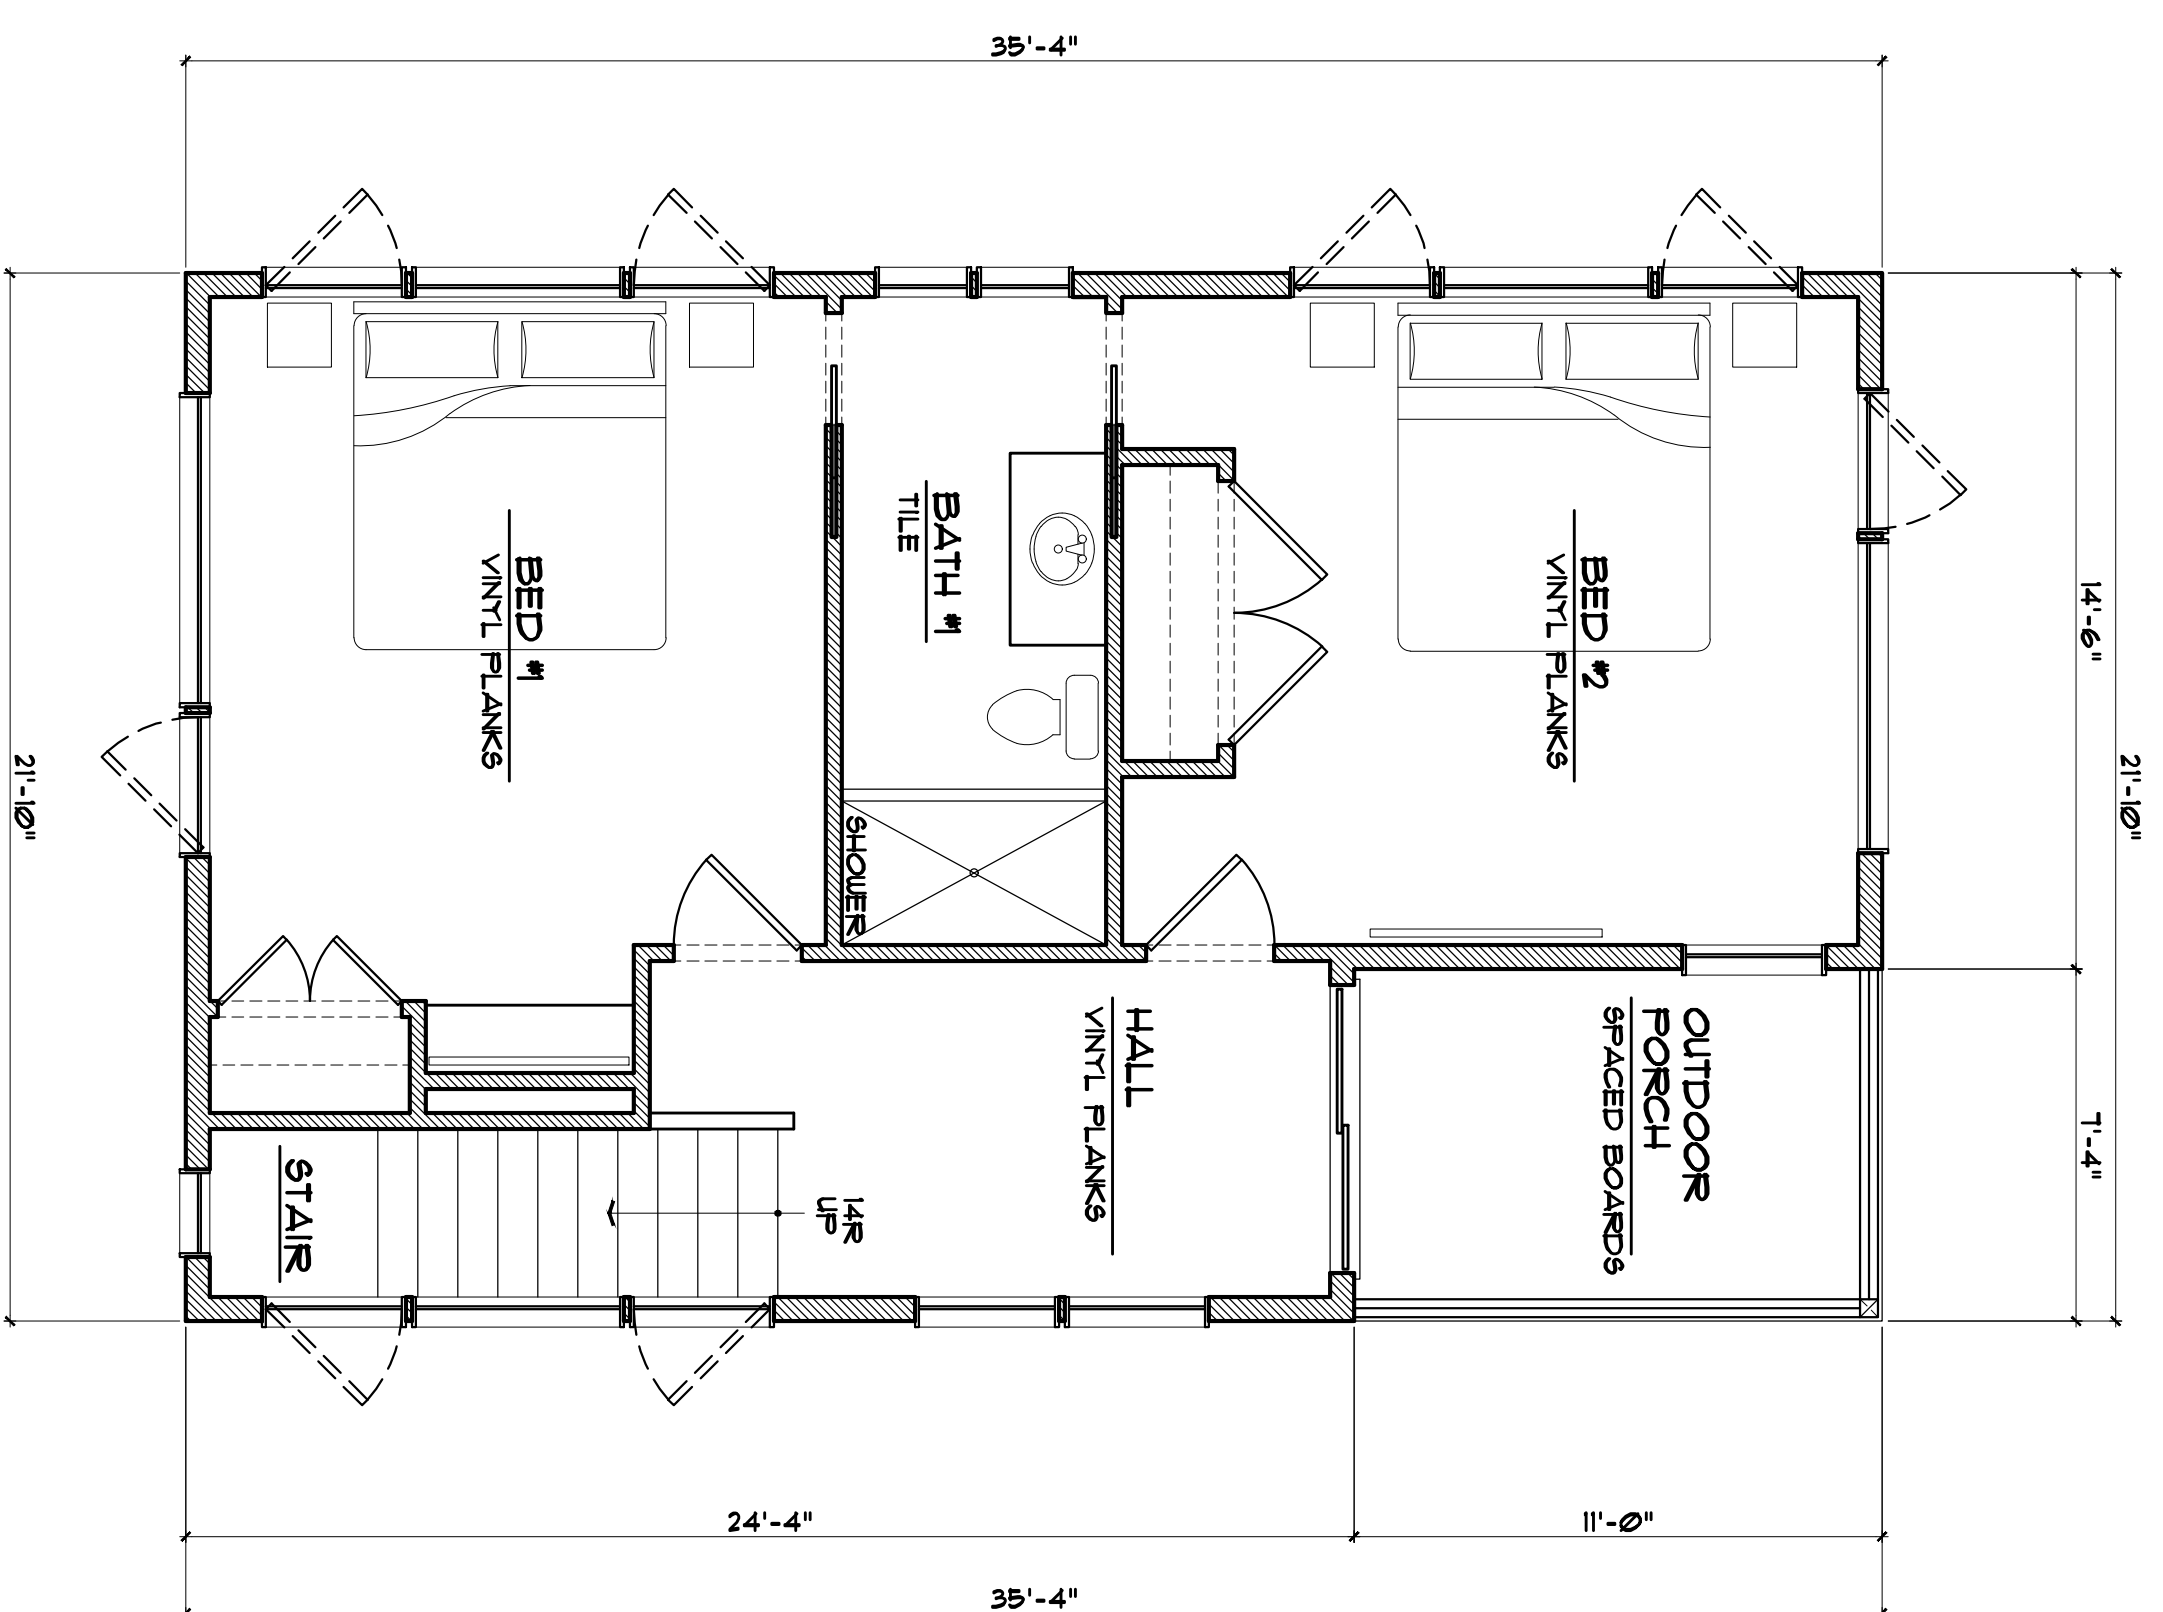 35'-4"
BED #1
VINYL PLANKS
BATH #1
TILE
BED #2
VINYL PLANKS
14'-6"
21'-10"
21'-10"
SHOWER
HALL
VINYL PLANKS
OUTDOOR
PORCH
SPACED BOARDS
7'-4"
STAIR
14R
UP
24'-4"
11'-0"
35'-4"